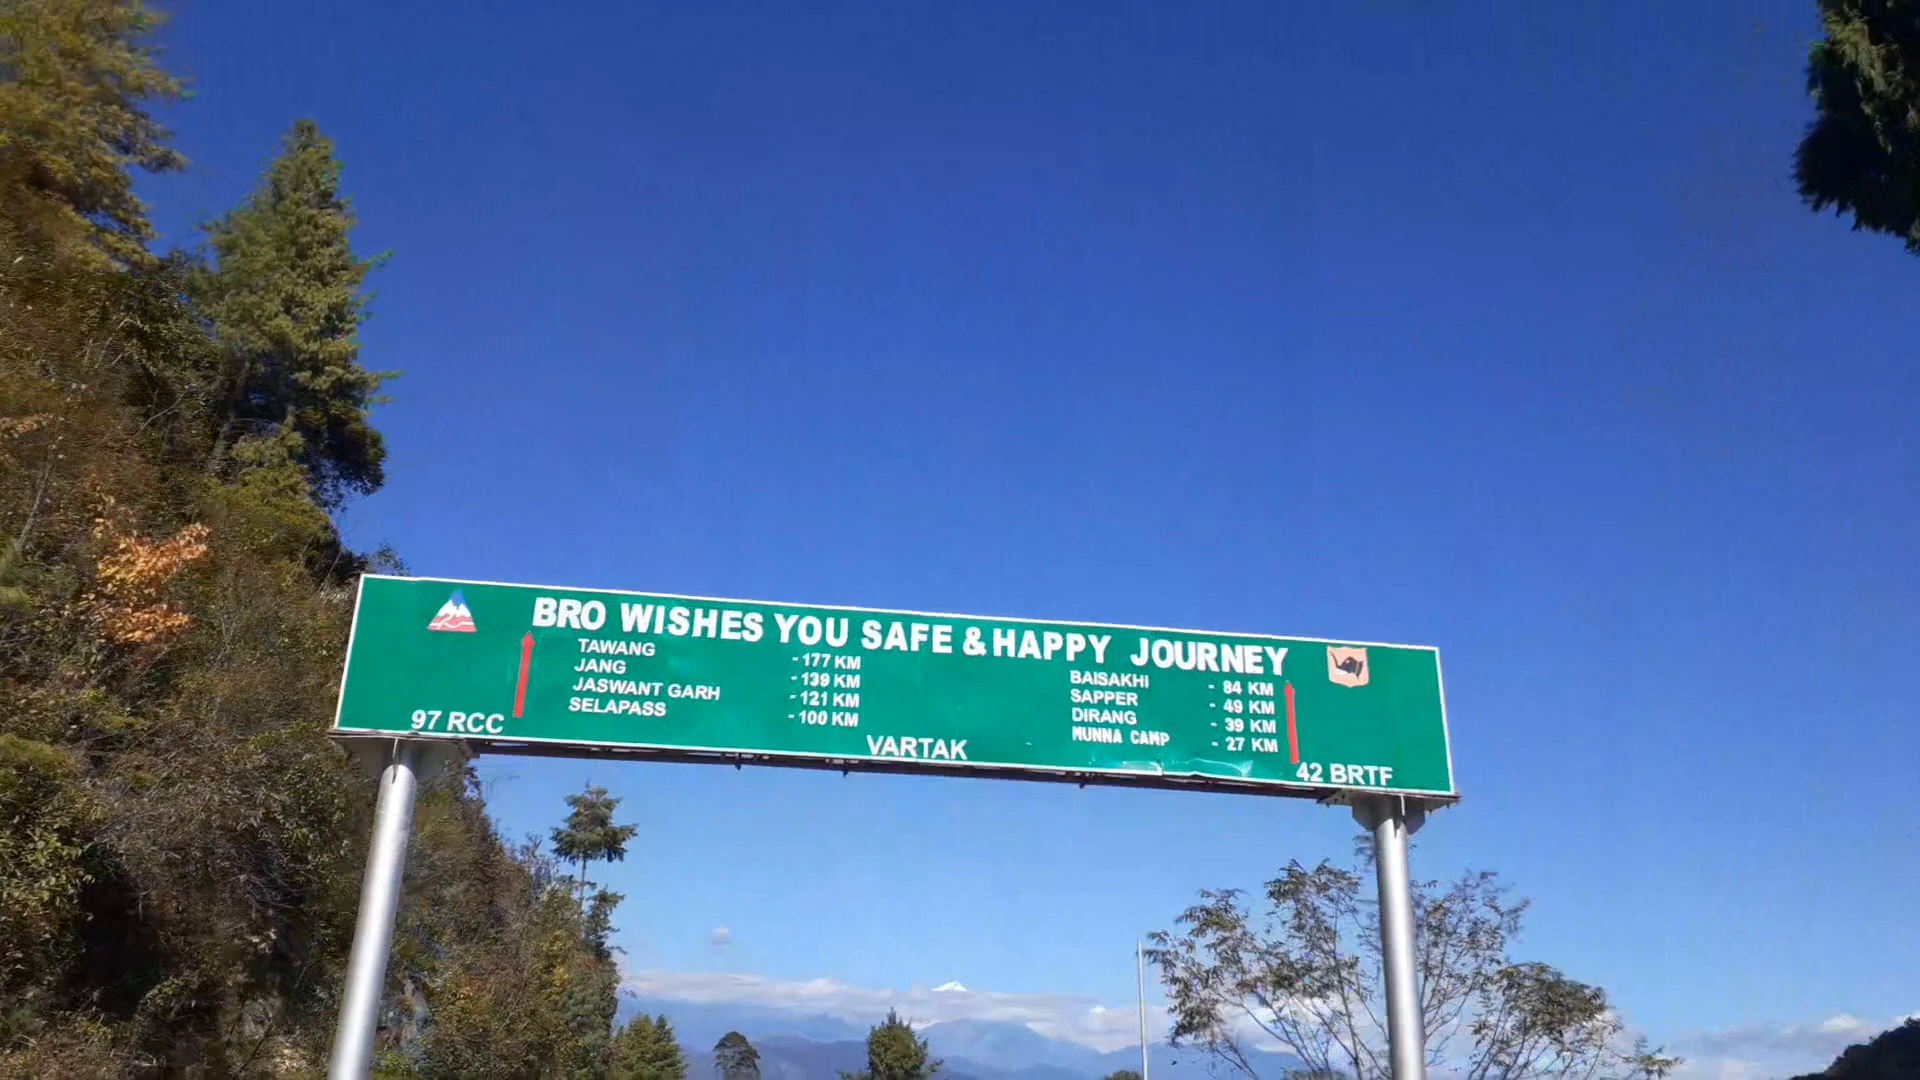 BRO WISHES YOU SAFE & HAPPY JOURNEY
TAWANG - 177 KM
JANG - 139 KM
JASWANT GARH - 121 KM
SELAPASS - 100 KM
BAISAKHI - 84 KM
SAPPER - 49 KM
DIRANG - 39 KM
MUNNA CAMP - 27 KM
97 RCC
VARTAK
42 BRTF